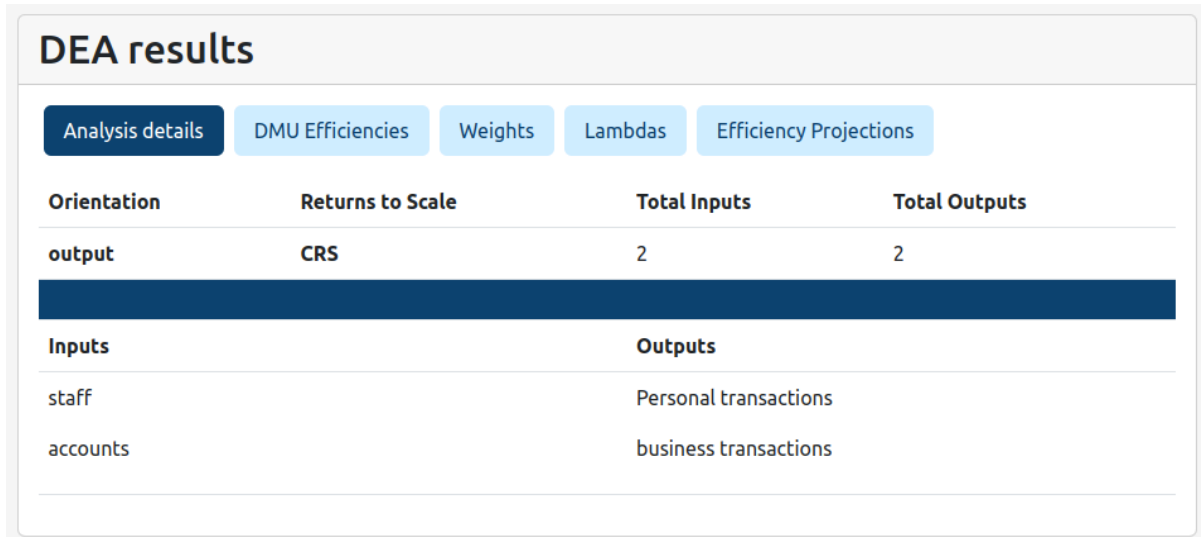 DEA results
Analysis details DMU Efficiencies Weights Lambdas Efficiency Projections
Orientation Returns to Scale Total Inputs Total Outputs
output CRS 2 2
Inputs Outputs
staff Personal transactions
accounts business transactions